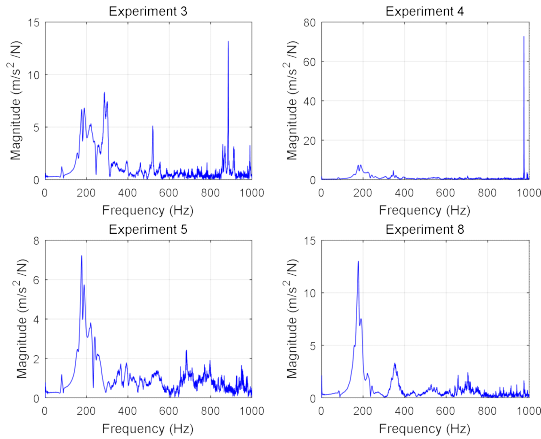 Experiment 3
15
10
5
0
Magnitude (m/s² /N)
0 200 400 600 800 1000
Frequency (Hz)
Experiment 4
80
60
40
20
0
Magnitude (m/s² /N)
0 200 400 600 800 1000
Frequency (Hz)
Experiment 5
8
6
4
2
0
Magnitude (m/s² /N)
0 200 400 600 800 1000
Frequency (Hz)
Experiment 8
15
10
5
0
Magnitude (m/s² /N)
0 200 400 600 800 1000
Frequency (Hz)